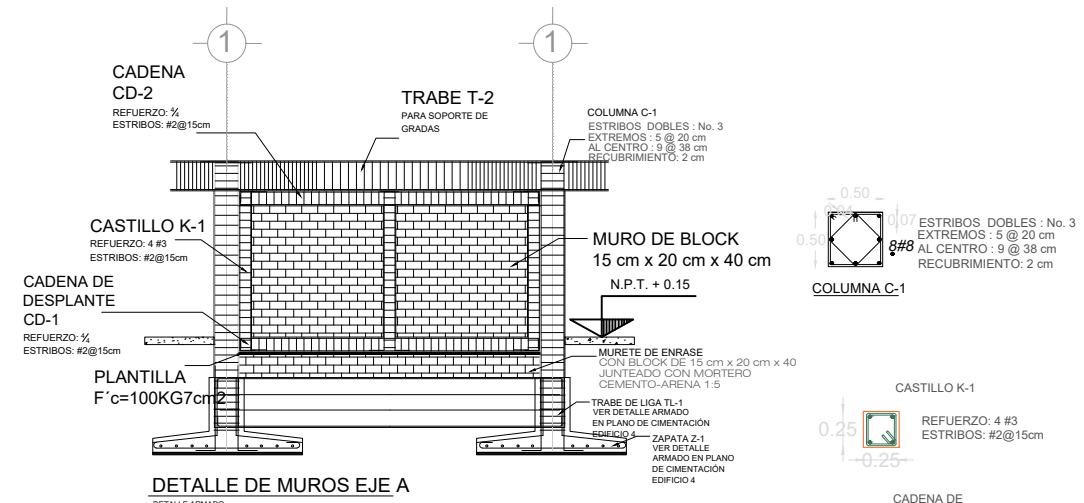 1
1
CADENA
CD-2
REFUERZO:
ESTRIBOS: #2@15cm
TRABE T-2
PARA SOPORTE DE
GRADAS
COLUMNA C-1
ESTRIBOS DOBLES : No. 3
EXTREMOS : 5 @ 20 cm
AL CENTRO : 9 @ 38 cm
RECUBRIMIENTO: 2 cm
CASTILLO K-1
REFUERZO: 4 #3
ESTRIBOS: #2@15cm
MURO DE BLOCK
15 cm x 20 cm x 40 cm
N.P.T. + 0.15
CADENA DE
DESPLANTE
CD-1
REFUERZO:
ESTRIBOS: #2@15cm
PLANTILLA
F´c=100KG7cm2
MURETE DE ENRASE
CON BLOCK DE 15 cm x 20 cm x 40
JUNTEADO CON MORTERO
CEMENTO-ARENA 1:5
TRABE DE LIGA TL-1
VER DETALLE ARMADO
EN PLANO DE CIMENTACIÓN
EDIFICIO 4
ZAPATA Z-1
VER DETALLE
ARMADO EN PLANO
DE CIMENTACIÓN
EDIFICIO 4
DETALLE DE MUROS EJE A
DETALLE ARMADO
0.50
0.04
0.07
0.50
8#8
ESTRIBOS DOBLES : No. 3
EXTREMOS : 5 @ 20 cm
AL CENTRO : 9 @ 38 cm
RECUBRIMIENTO: 2 cm
COLUMNA C-1
CASTILLO K-1
0.25
0.25
REFUERZO: 4 #3
ESTRIBOS: #2@15cm
CADENA DE